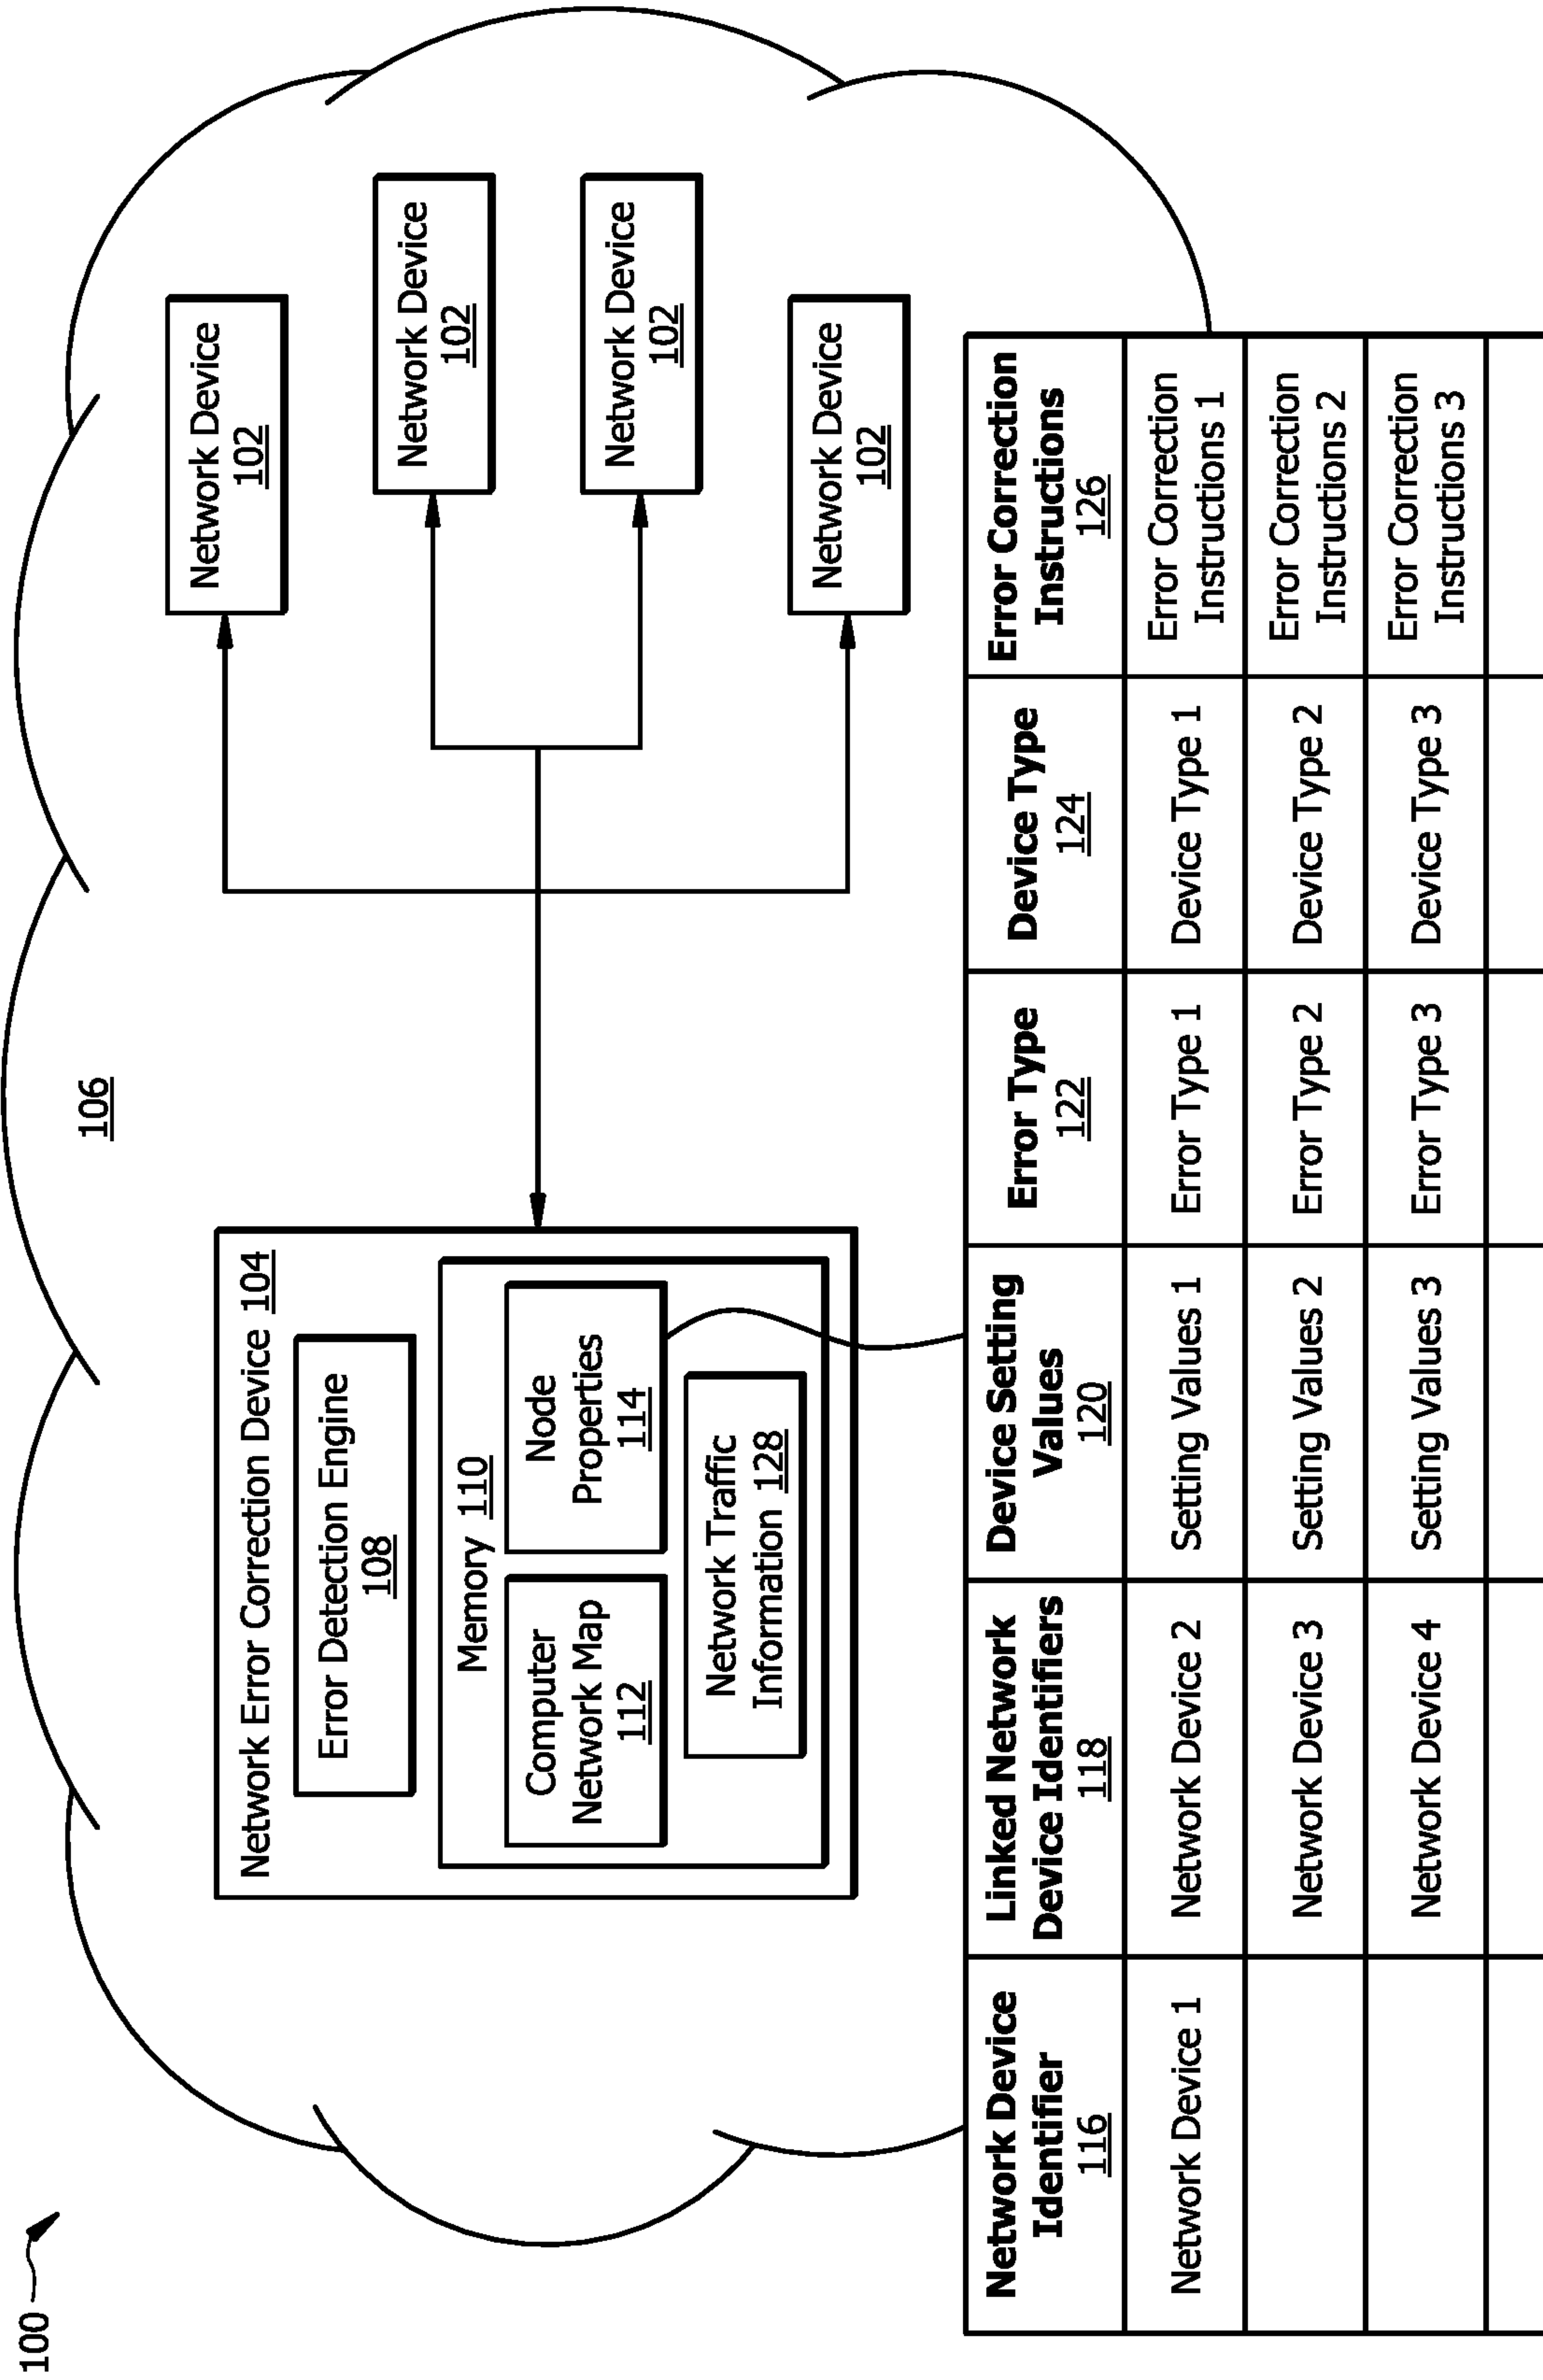 100
106
Network Error Correction Device 104
Error Detection Engine
108
Memory 110
Computer
Network Map
112
Node
Properties
114
Network Traffic
Information 128
Network Device
102
Network Device
102
Network Device
102
Network Device
102
Network Device
Identifier
116
Linked Network
Device Identifiers
118
Device Setting
Values
120
Error Type
122
Device Type
124
Error Correction
Instructions
126
Network Device 1
Network Device 2
Setting Values 1
Error Type 1
Device Type 1
Error Correction
Instructions 1
Network Device 3
Setting Values 2
Error Type 2
Device Type 2
Error Correction
Instructions 2
Network Device 4
Setting Values 3
Error Type 3
Device Type 3
Error Correction
Instructions 3